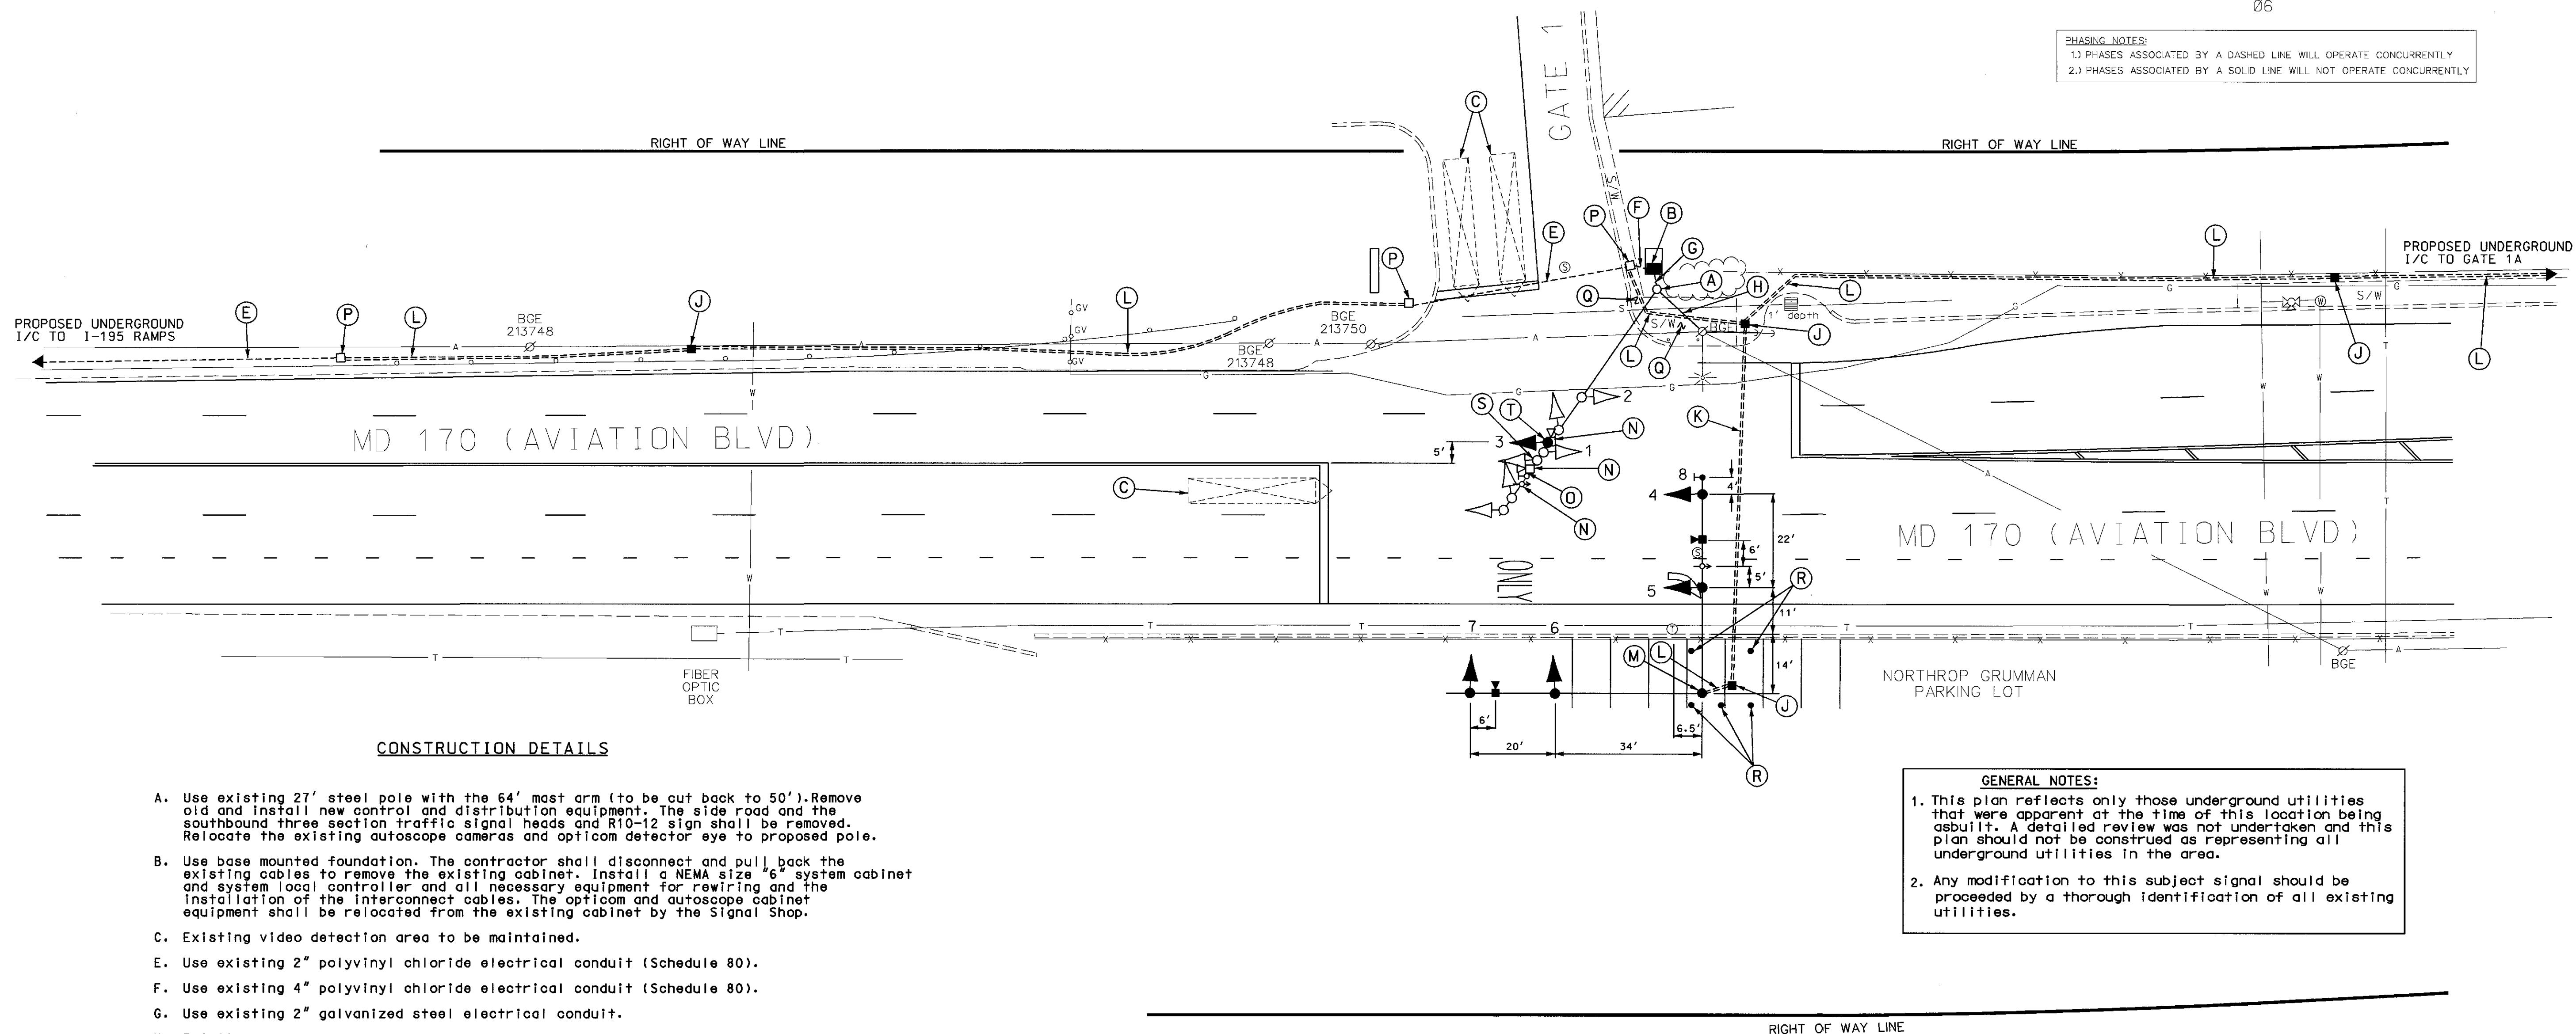 06
PHASING NOTES:
1.) PHASES ASSOCIATED BY A DASHED LINE WILL OPERATE CONCURRENTLY
2.) PHASES ASSOCIATED BY A SOLID LINE WILL NOT OPERATE CONCURRENTLY
GATE 1
C
RIGHT OF WAY LINE
RIGHT OF WAY LINE
S/W
P
F
B
E
G
L
P
S
A
H
PROPOSED UNDERGROUND
I/C TO GATE 1A
Q
L
G
G
S/W
W
J
L
E
P
L
J
L
GV
GV
GV
PROPOSED UNDERGROUND
I/C TO I-195 RAMPS
BGE
213748
BGE
213750
BGE
213748
A
A
A
A
S
S/W
BGE
1' depth
J
J
L
Q
L
T
G
G
G
W
W
W
S
T
2
N
K
MD 170 (AVIATION BLVD)
5'
3
1
N
O
N
C
8
4
4'
A
T
22'
S
6'
5'
5
11'
R
ONLY
MD 170 (AVIATION BLVD)
W
W
W
T
T
T
T
T
T
T
T
7
6
M
L
14'
J
A
BGE
FIBER
OPTIC
BOX
NORTHROP GRUMMAN
PARKING LOT
6'
20'
34'
6.5'
R
CONSTRUCTION DETAILS
A. Use existing 27' steel pole with the 64' mast arm (to be cut back to 50').Remove
old and install new control and distribution equipment. The side road and the
southbound three section traffic signal heads and R10-12 sign shall be removed.
Relocate the existing autoscope cameras and opticom detector eye to proposed pole.
B. Use base mounted foundation. The contractor shall disconnect and pull back the
existing cables to remove the existing cabinet. Install a NEMA size "6" system cabinet
and system local controller and all necessary equipment for rewiring and the
installation of the interconnect cables. The opticom and autoscope cabinet
equipment shall be relocated from the existing cabinet by the Signal Shop.
C. Existing video detection area to be maintained.
E. Use existing 2" polyvinyl chloride electrical conduit (Schedule 80).
F. Use existing 4" polyvinyl chloride electrical conduit (Schedule 80).
G. Use existing 2" galvanized steel electrical conduit.
GENERAL NOTES:
1. This plan reflects only those underground utilities
that were apparent at the time of this location being
asbuilt. A detailed review was not undertaken and this
plan should not be construed as representing all
underground utilities in the area.
2. Any modification to this subject signal should be
proceeded by a thorough identification of all existing
utilities.
RIGHT OF WAY LINE